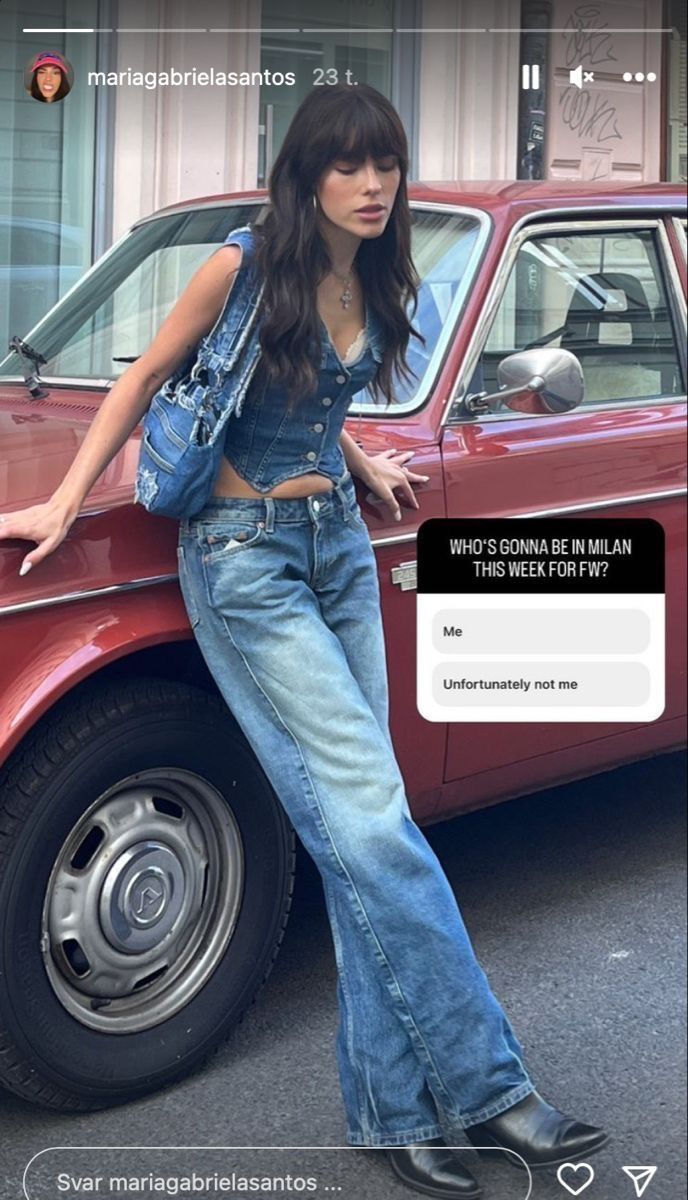 mariagabrielasantos 23 t.
WHO'S GONNA BE IN MILAN
THIS WEEK FOR FW?
Me
Unfortunately not me
Svar mariagabrielasantos ...